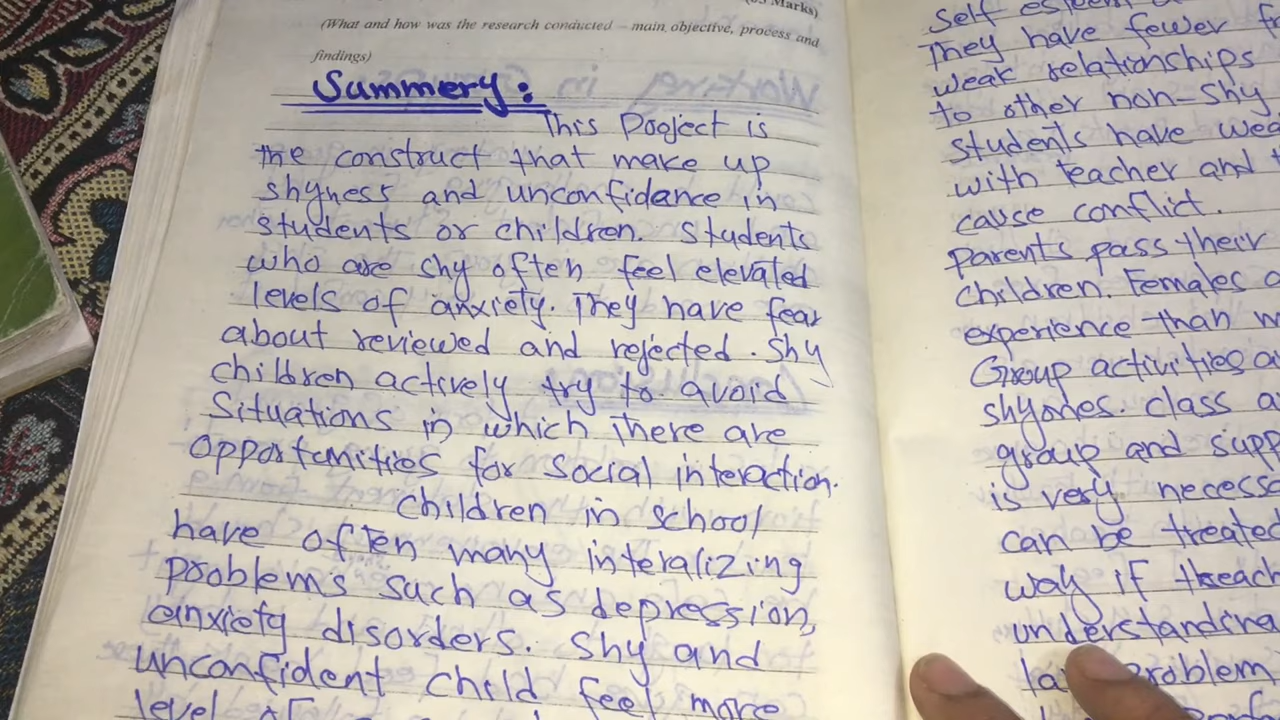 Marks)
(What and how was the research conducted – main objective, process and
findings)
Summery:
This Pooject is
the construct that make up
shyness and unconfidance in
students or children. Students
who are shy often feel elevated
levels of anxiety. They have fear
about reviewed and rejected. Shy
children actively try to avoid
Situations in which there are
opportunities for social interaction.
children in school
have often many interalizing
problems such as depression,
anxiety disorders. Shy and
unconfident child feel more
level of
Self
They have fewer
weak relationships
to other non-shy
students have
with teacher and
cause conflict.
parents pass their
children. Females
experience than
Group activities
shynes. class
group and
is very
can be treated
way if
understanding
problem